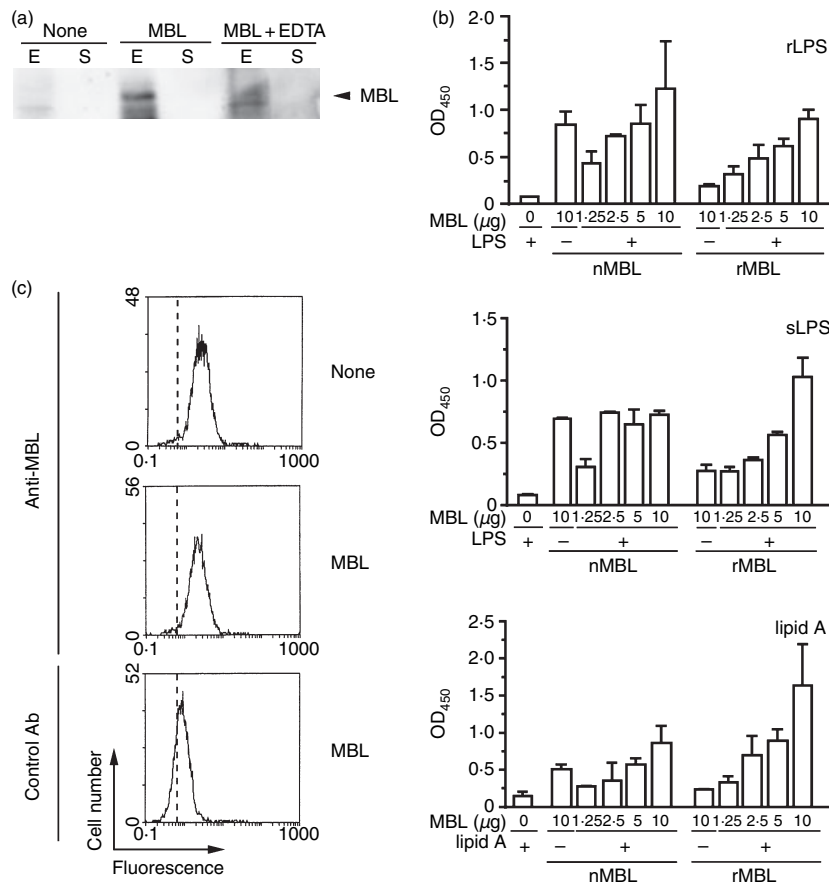 (a)
None MBL MBL + EDTA
E S E S E S
MBL
(b)
rLPS
OD450
2·0
1·5
1·0
0·5
0
MBL (µg) 0 10 1·25 2·5 5 10 10 1·25 2·5 5 10
LPS + – + – +
nMBL rMBL
sLPS
OD450
1·5
1·0
0·5
0
MBL (µg) 0 10 1·25 2·5 5 10 10 1·25 2·5 5 10
LPS + – + – +
nMBL rMBL
lipid A
OD450
2·5
2·0
1·5
1·0
0·5
0
MBL (µg) 0 10 1·25 2·5 5 10 10 1·25 2·5 5 10
lipid A + – + – +
nMBL rMBL
(c)
Anti-MBL
48
0
0·1 1000
None
56
0
0·1 1000
MBL
Control Ab
52
0
0·1 1000
MBL
Cell number
Fluorescence